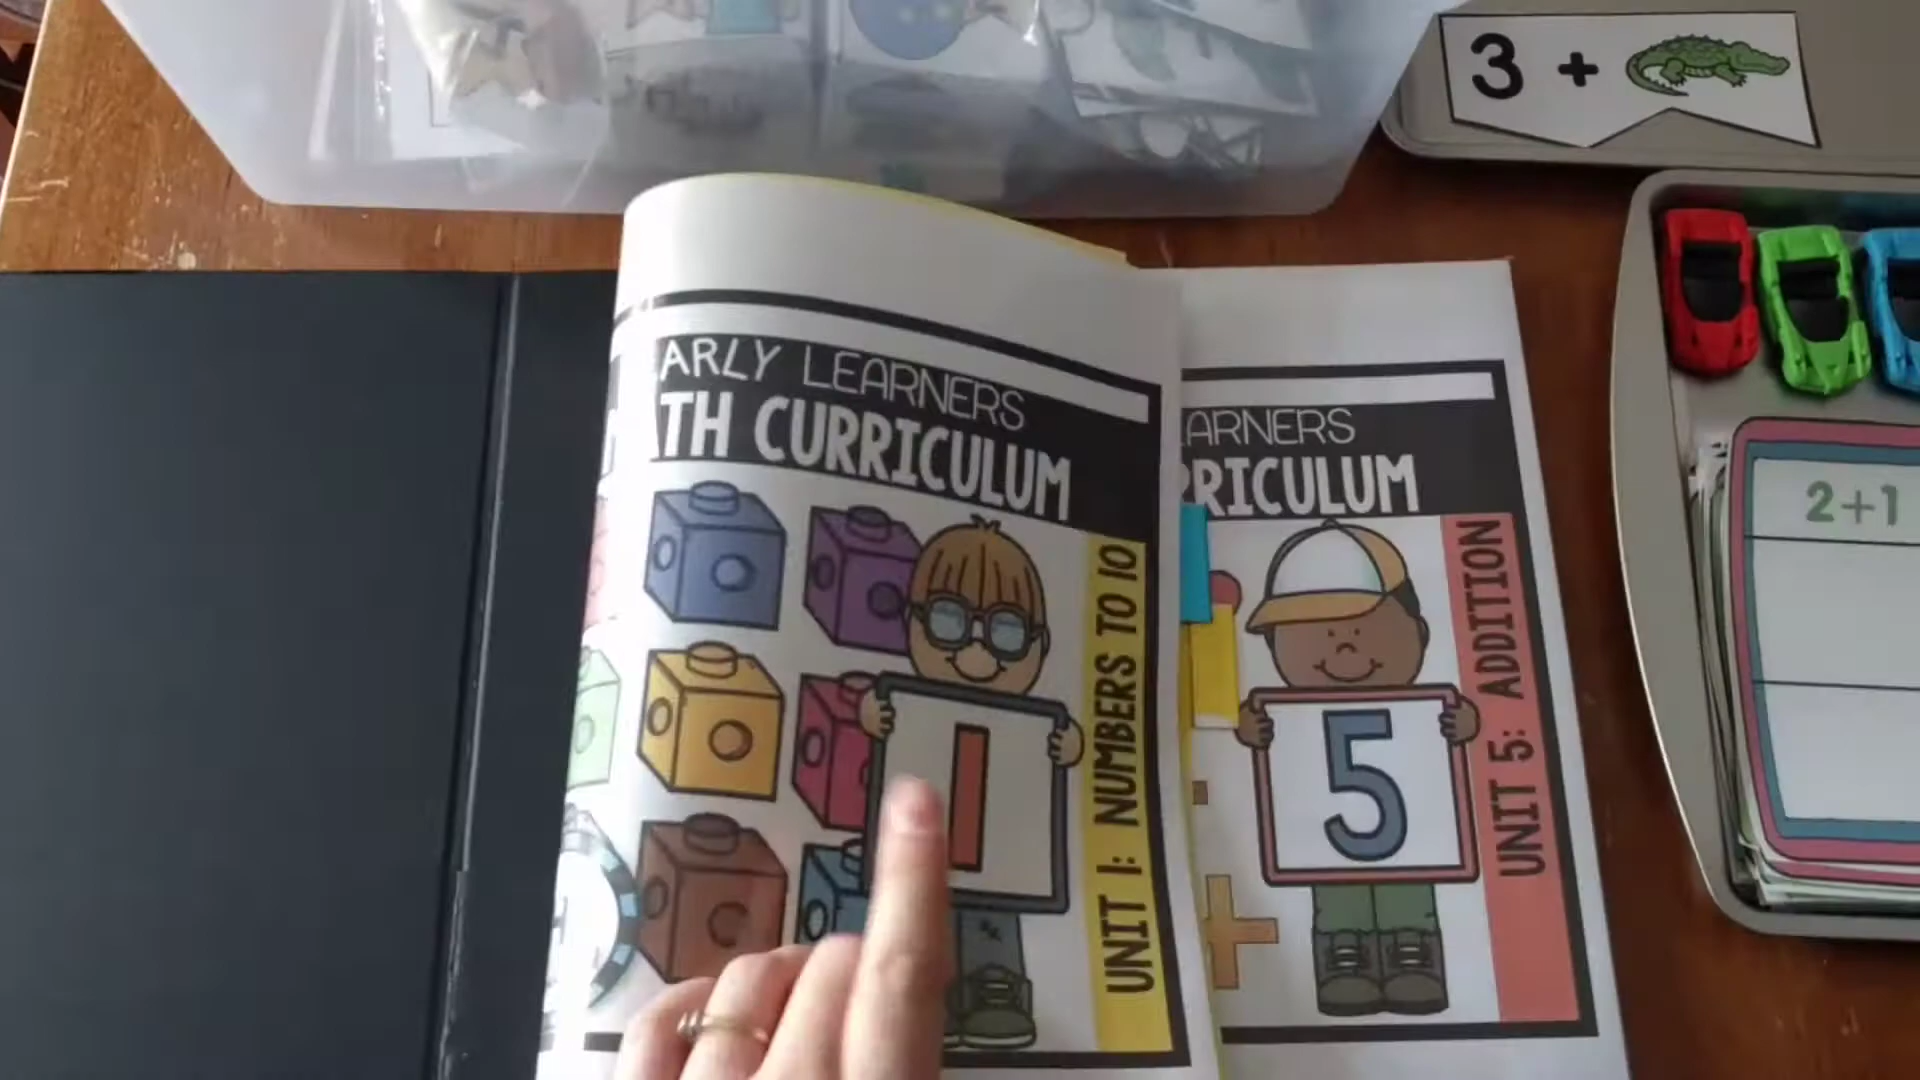 3 +
ARLY LEARNERS
TH CURRICULUM
UNIT 1: NUMBERS TO 10
1
ARNERS
RICULUM
UNIT 5: ADDITION
5
2+1